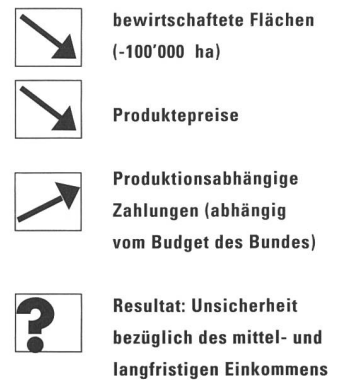 bewirtschaftete Flächen
(-100'000 ha)
Produktepreise
Produktionsabhängige
Zahlungen (abhängig
vom Budget des Bundes)
?
Resultat: Unsicherheit
bezüglich des mittel- und
langfristigen Einkommens